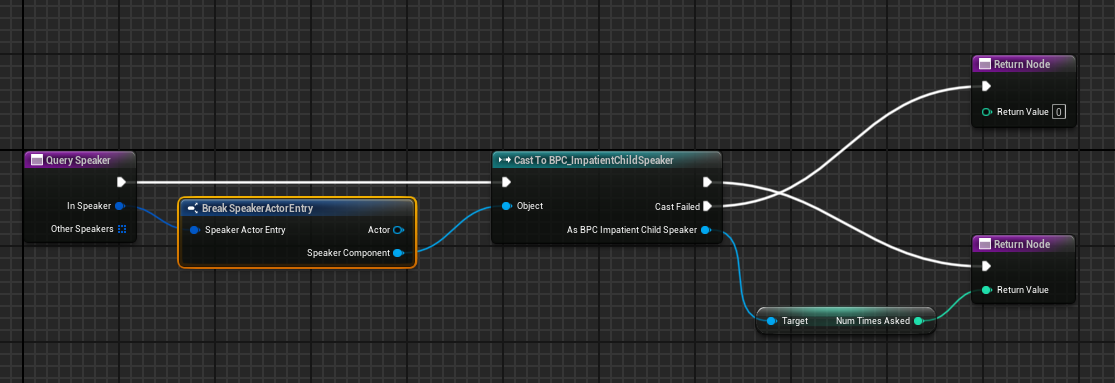 Query Speaker
In Speaker
Other Speakers
Break SpeakerActorEntry
Speaker Actor Entry
Actor
Speaker Component
Cast To BPC_ImpatientChildSpeaker
Object
Cast Failed
As BPC Impatient Child Speaker
Target
Num Times Asked
Return Node
Return Value 0
Return Node
Return Value